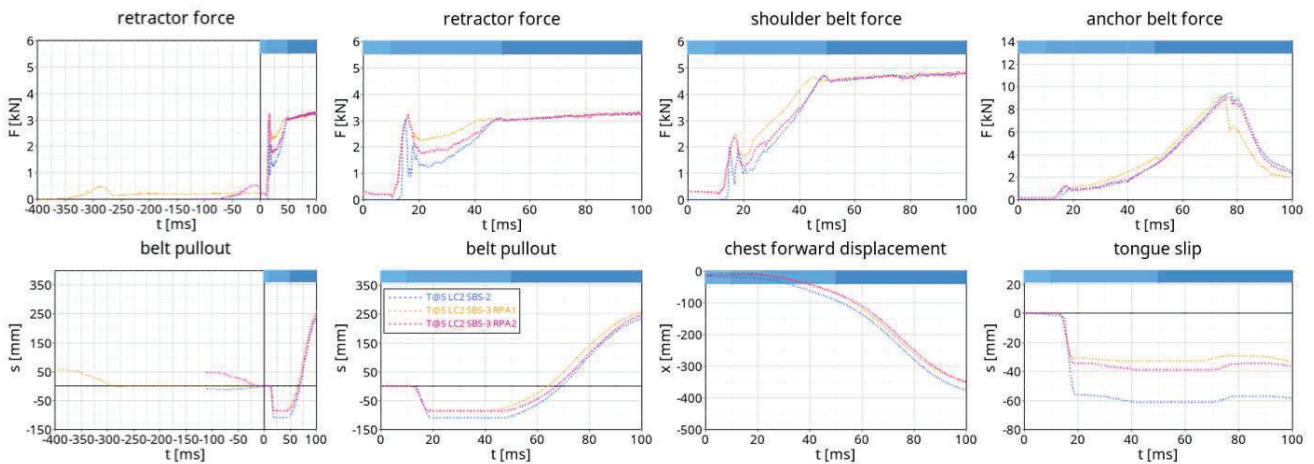 retractor force
6
5
4
3
2
1
0
F [kN]
-400-350-300-250-200-150-100 -50 0 50 100
t [ms]
retractor force
6
5
4
3
2
1
0
F [kN]
0 20 40 60 80 100
t [ms]
shoulder belt force
6
5
4
3
2
1
0
F [kN]
0 20 40 60 80 100
t [ms]
anchor belt force
14
12
10
8
6
4
2
0
F [kN]
0 20 40 60 80 100
t [ms]
belt pullout
350
250
150
50
-50
-150
s [mm]
-400-350-300-250-200-150-100 -50 0 50 100
t [ms]
belt pullout
350
250
150
50
-50
-150
s [mm]
T@S LC2 SBS-2
T@S LC2 SBS-3 RPA1
T@S LC2 SBS-3 RPA2
0 20 40 60 80 100
t [ms]
chest forward displacement
0
-100
-200
-300
-400
-500
x [mm]
0 20 40 60 80 100
t [ms]
tongue slip
20
0
-20
-40
-60
-80
s [mm]
0 20 40 60 80 100
t [ms]